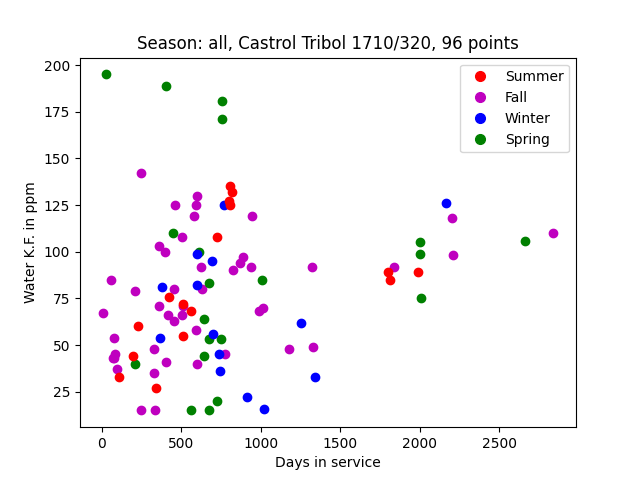 Season: all, Castrol Tribol 1710/320, 96 points
200
175
150
125
100
75
50
25
Water K.F. in ppm
Summer
Fall
Winter
Spring
0
500
1000
1500
2000
2500
Days in service